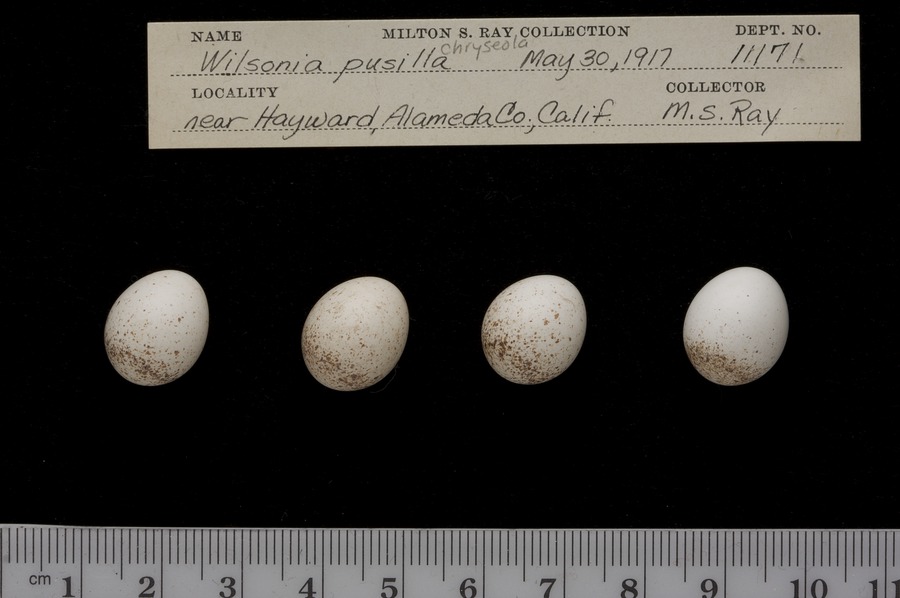 NAME MILTON S. RAY COLLECTION DEPT. NO.
Wilsonia pusilla chryseola May 30, 1917 11171
LOCALITY COLLECTOR
near Hayward, Alameda Co., Calif. M.S. Ray
cm 1 2 3 4 5 6 7 8 9 10 11